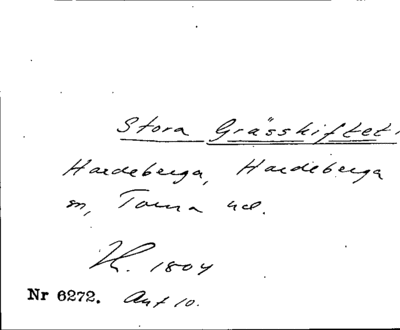 Stora Grässkiftet.
Hardeberga, Hardeberga
sn, Torna hd.
K. 1804
Nr 6272. Akt 10.